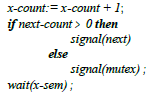 x-count:= x-count + 1;
if next-count > 0 then
signal(next)
else
signal(mutex) ;
wait(x-sem) ;